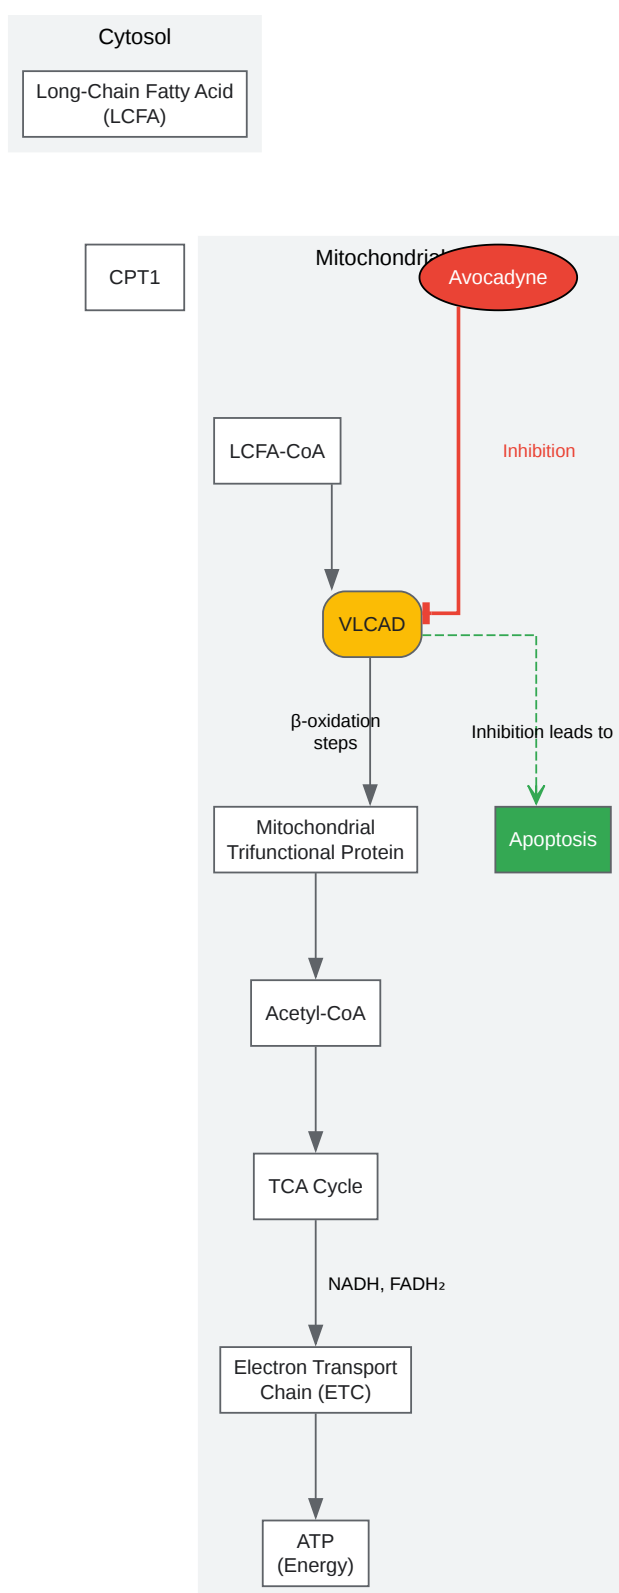 Cytosol
Long-Chain Fatty Acid
(LCFA)
CPT1
Mitochondrial
Avocadyne
LCFA-CoA
Inhibition
VLCAD
β-oxidation
steps
Inhibition leads to
Mitochondrial
Trifunctional Protein
Apoptosis
Acetyl-CoA
TCA Cycle
NADH, FADH₂
Electron Transport
Chain (ETC)
ATP
(Energy)